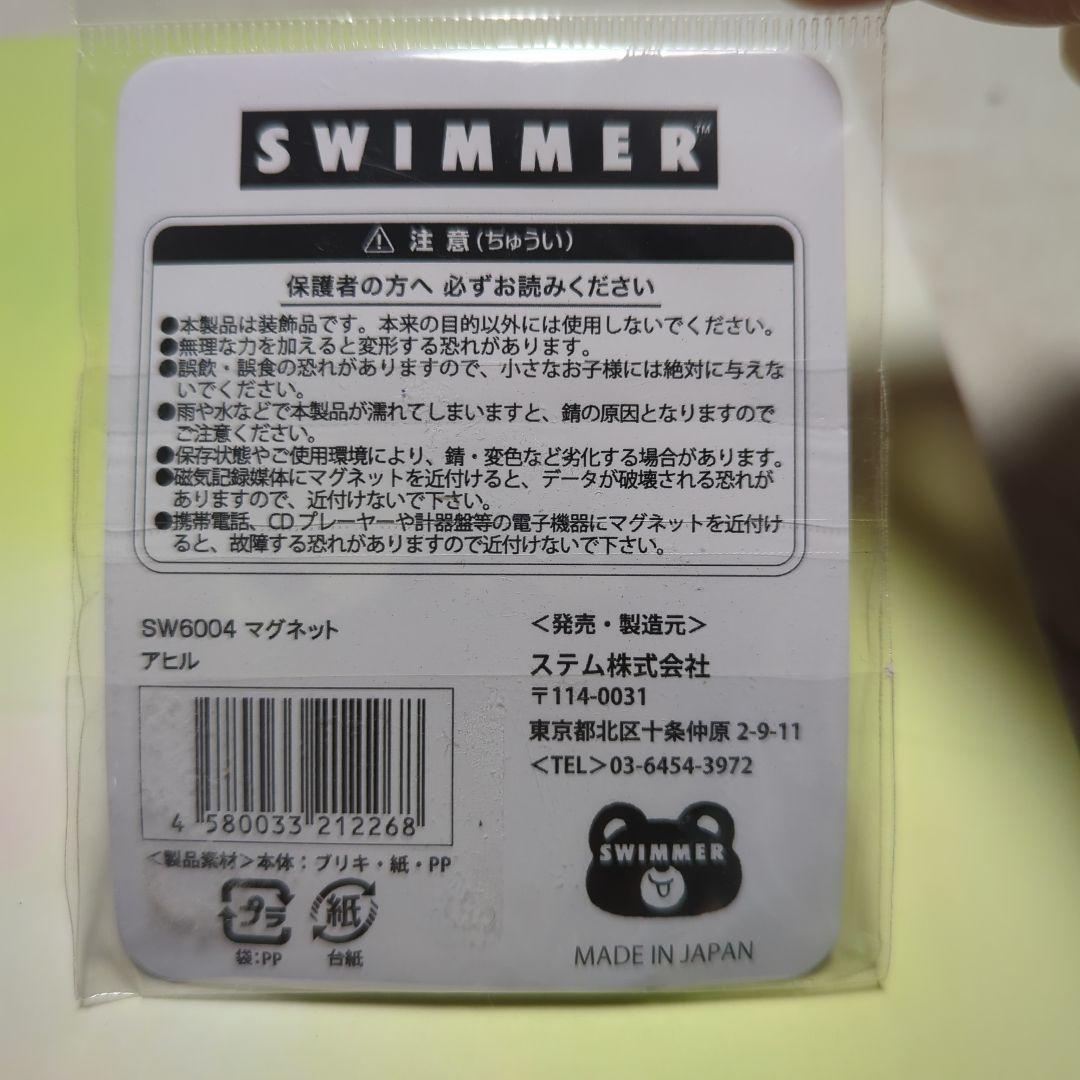 SWIMMER™
⚠ 注 意 (ちゅうい)
保護者の方へ 必ずお読みください
●本製品は装飾品です。本来の目的以外には使用しないでください。
●無理な力を加えると変形する恐れがあります。
●誤飲・誤食の恐れがありますので、小さなお子様には絶対に与えな
いでください。
●雨や水などで本製品が濡れてしまいますと、錆の原因となりますので
ご注意ください。
●保存状態やご使用環境により、錆・変色など劣化する場合があります。
●磁気記録媒体にマグネットを近付けると、データが破壊される恐れが
ありますので、近付けないで下さい。
●携帯電話、CDプレーヤーや計器盤等の電子機器にマグネットを近付け
ると、故障する恐れがありますので近付けないで下さい。
SW6004 マグネット
アヒル
4 580033 212268
<製品素材>本体：ブリキ・紙・PP
プラ
袋:PP
紙
台紙
<発売・製造元>
ステム株式会社
〒114-0031
東京都北区十条仲原 2-9-11
<TEL>03-6454-3972
SWIMMER
MADE IN JAPAN